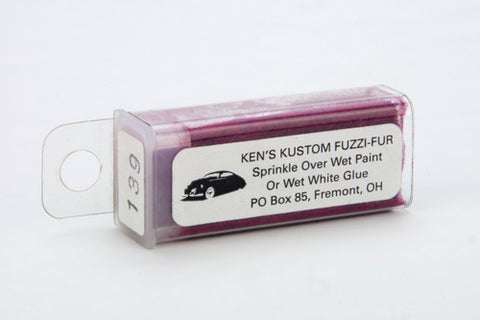 139
KEN'S KUSTOM FUZZI-FUR
Sprinkle Over Wet Paint
Or Wet White Glue
PO Box 85, Fremont, OH